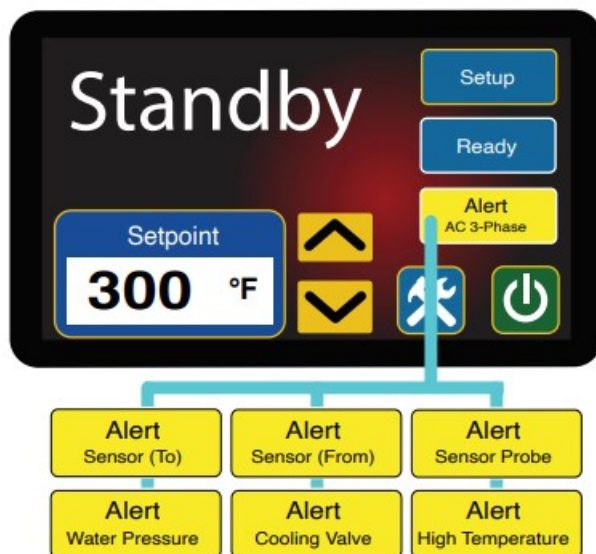 Standby
Setup
Ready
Alert
AC 3-Phase
Setpoint
300 °F
Alert
Sensor (To)
Alert
Sensor (From)
Alert
Sensor Probe
Alert
Water Pressure
Alert
Cooling Valve
Alert
High Temperature